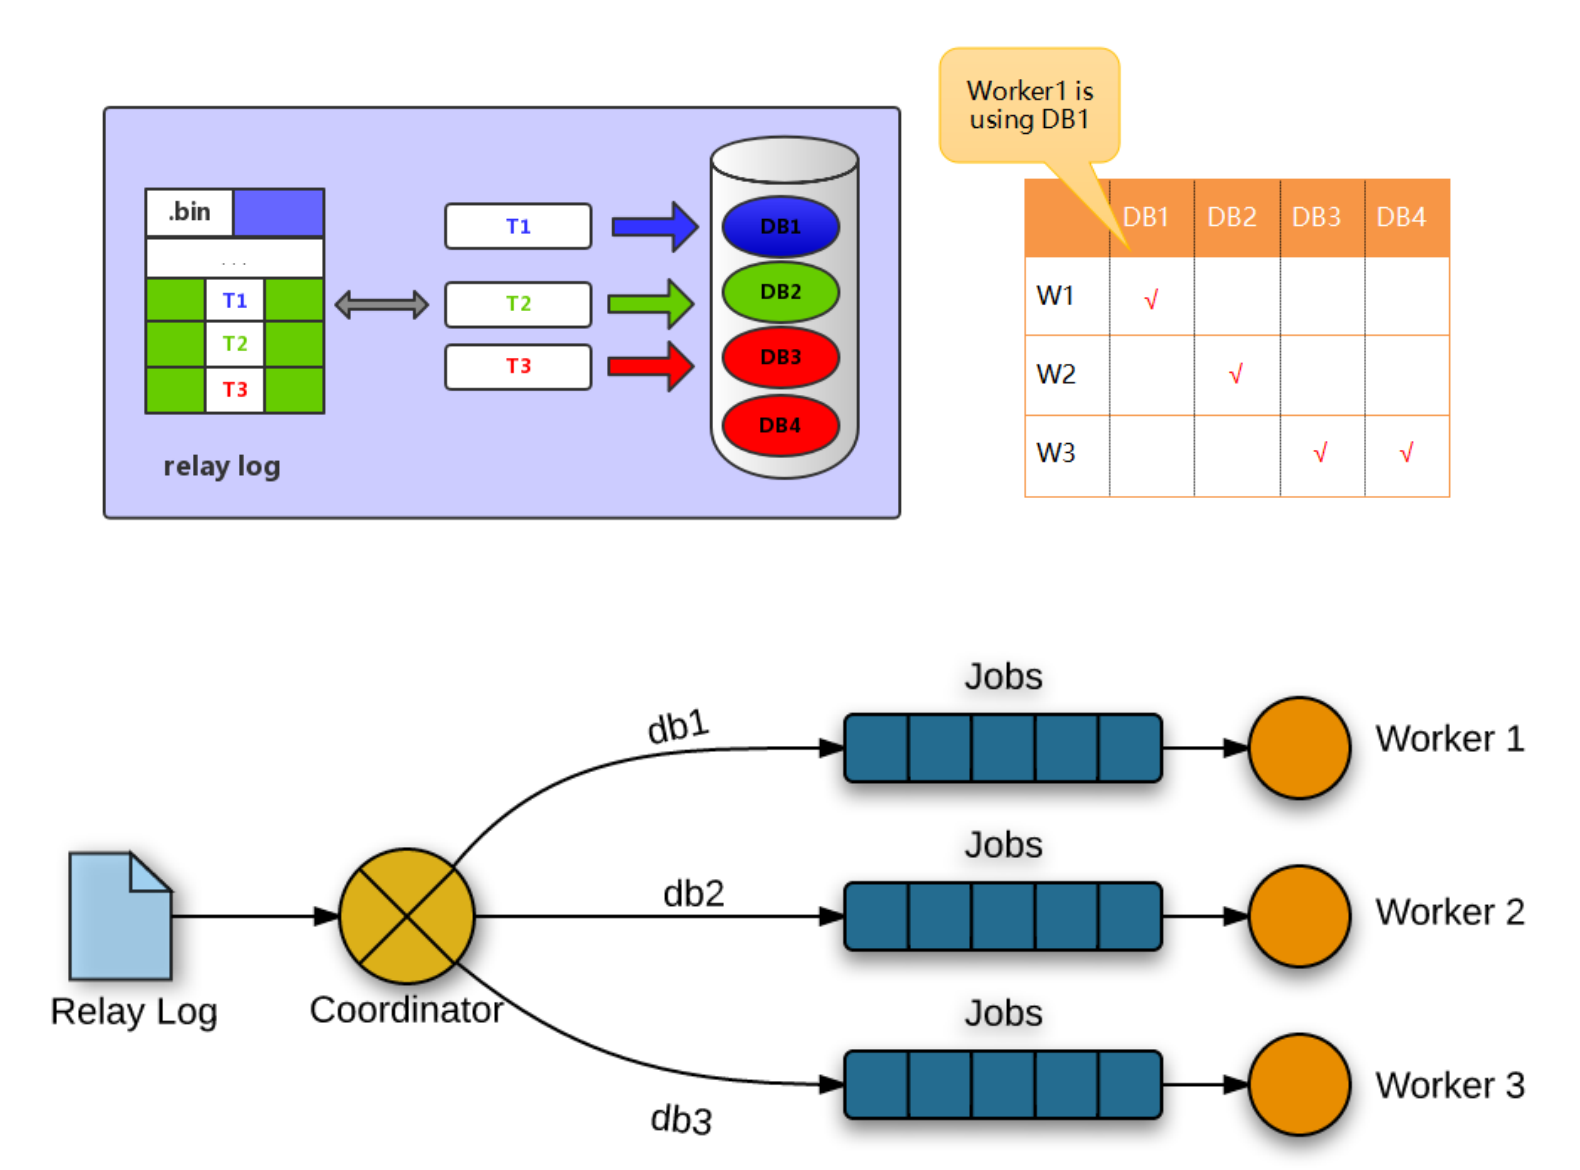 Worker1 is
using DB1
.bin
...
T1
T2
T3
relay log
T1
T2
T3
DB1
DB2
DB3
DB4
DB1 DB2 DB3 DB4
W1 √
W2 √
W3 √ √
Relay Log
Coordinator
db1
db2
db3
Jobs
Worker 1
Jobs
Worker 2
Jobs
Worker 3